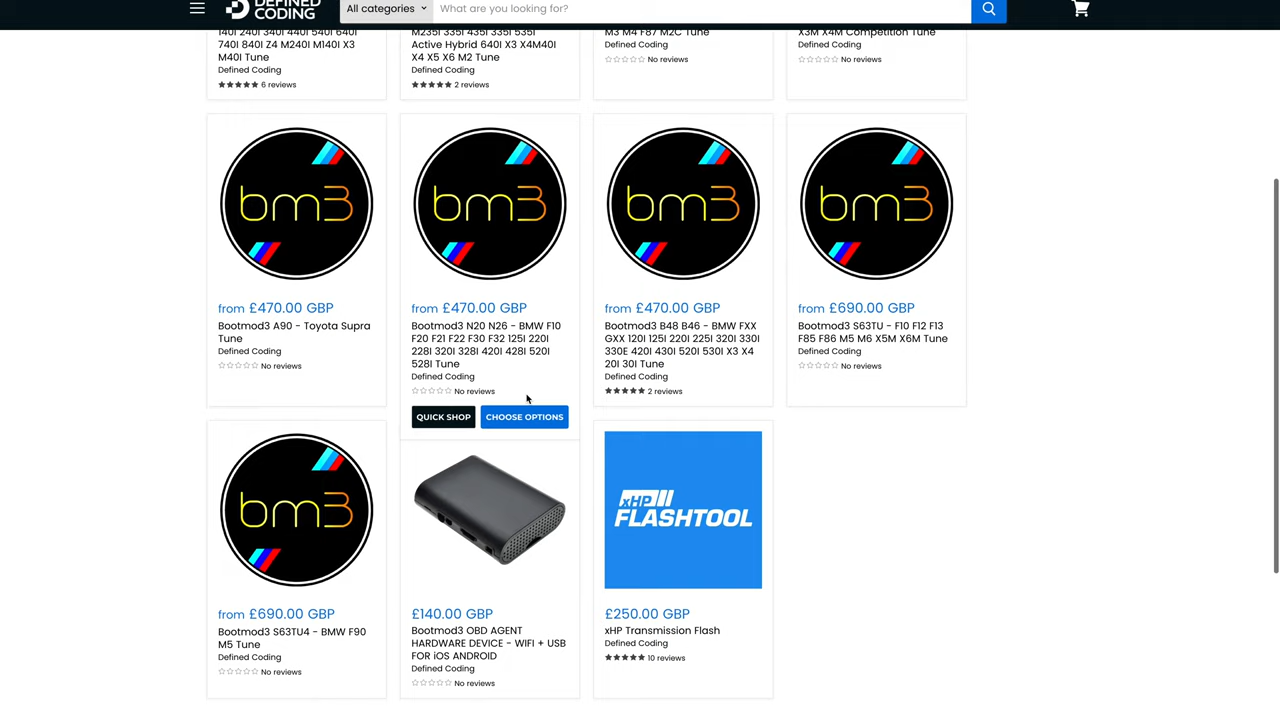 DEFINED
CODING
All categories
What are you looking for?
140I 240I 340I 440I 540I 640I
740I 840I Z4 M240I M140I X3
M40I Tune
Defined Coding
6 reviews
M235I 335I 435I 335I 535I
Active Hybrid 640I X3 X4M40I
X4 X5 X6 M2 Tune
Defined Coding
2 reviews
M3 M4 F87 M2C Tune
Defined Coding
No reviews
X3M X4M Competition Tune
Defined Coding
No reviews
bm3
from £470.00 GBP
Bootmod3 A90 - Toyota Supra
Tune
Defined Coding
No reviews
bm3
from £470.00 GBP
Bootmod3 N20 N26 - BMW F10
F20 F21 F22 F30 F32 125I 220I
228I 320I 328I 420I 428I 520I
528I Tune
Defined Coding
No reviews
QUICK SHOP
CHOOSE OPTIONS
bm3
from £470.00 GBP
Bootmod3 B48 B46 - BMW FXX
GXX 120I 125I 220I 225I 320I 330I
330E 420I 430I 520I 530I X3 X4
20I 30I Tune
Defined Coding
2 reviews
bm3
from £690.00 GBP
Bootmod3 S63TU - F10 F12 F13
F85 F86 M5 M6 X5M X6M Tune
Defined Coding
No reviews
bm3
from £690.00 GBP
Bootmod3 S63TU4 - BMW F90
M5 Tune
Defined Coding
No reviews
£140.00 GBP
Bootmod3 OBD AGENT
HARDWARE DEVICE - WIFI + USB
FOR iOS ANDROID
Defined Coding
No reviews
xHP
FLASHTOOL
£250.00 GBP
xHP Transmission Flash
Defined Coding
10 reviews